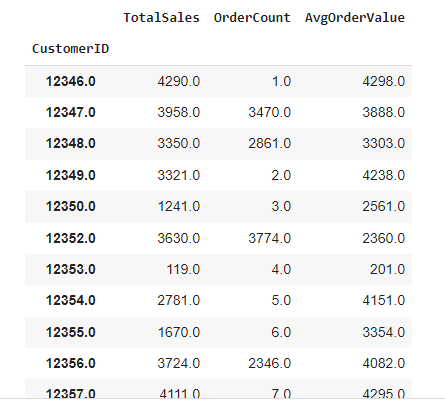 TotalSales OrderCount AvgOrderValue
CustomerID
12346.0 4290.0 1.0 4298.0
12347.0 3958.0 3470.0 3888.0
12348.0 3350.0 2861.0 3303.0
12349.0 3321.0 2.0 4238.0
12350.0 1241.0 3.0 2561.0
12352.0 3630.0 3774.0 2360.0
12353.0 119.0 4.0 201.0
12354.0 2781.0 5.0 4151.0
12355.0 1670.0 6.0 3354.0
12356.0 3724.0 2346.0 4082.0
12357.0 4111.0 7.0 4295.0